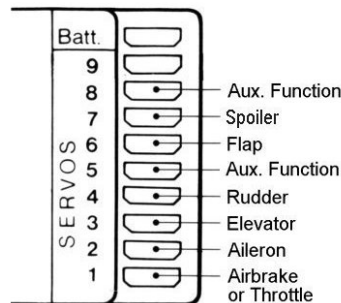 Batt.
9
8 Aux. Function
7 Spoiler
6 Flap
5 Aux. Function
4 Rudder
3 Elevator
2 Aileron
1 Airbrake
or Throttle
SERVOS